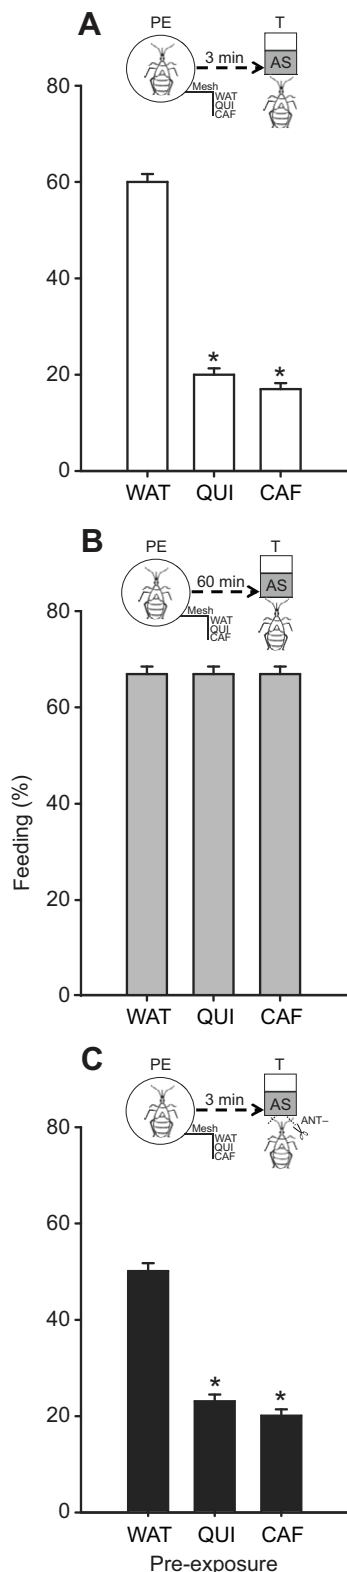 A
PE
3 min
T
AS
Mesh
WAT
QUI
CAF
80
60
40
20
0
*
*
WAT QUI CAF
B
PE
60 min
T
AS
Mesh
WAT
QUI
CAF
80
60
40
20
0
Feeding (%)
WAT QUI CAF
C
PE
3 min
T
AS
ANT–
Mesh
WAT
QUI
CAF
80
60
40
20
0
*
*
WAT QUI CAF
Pre-exposure